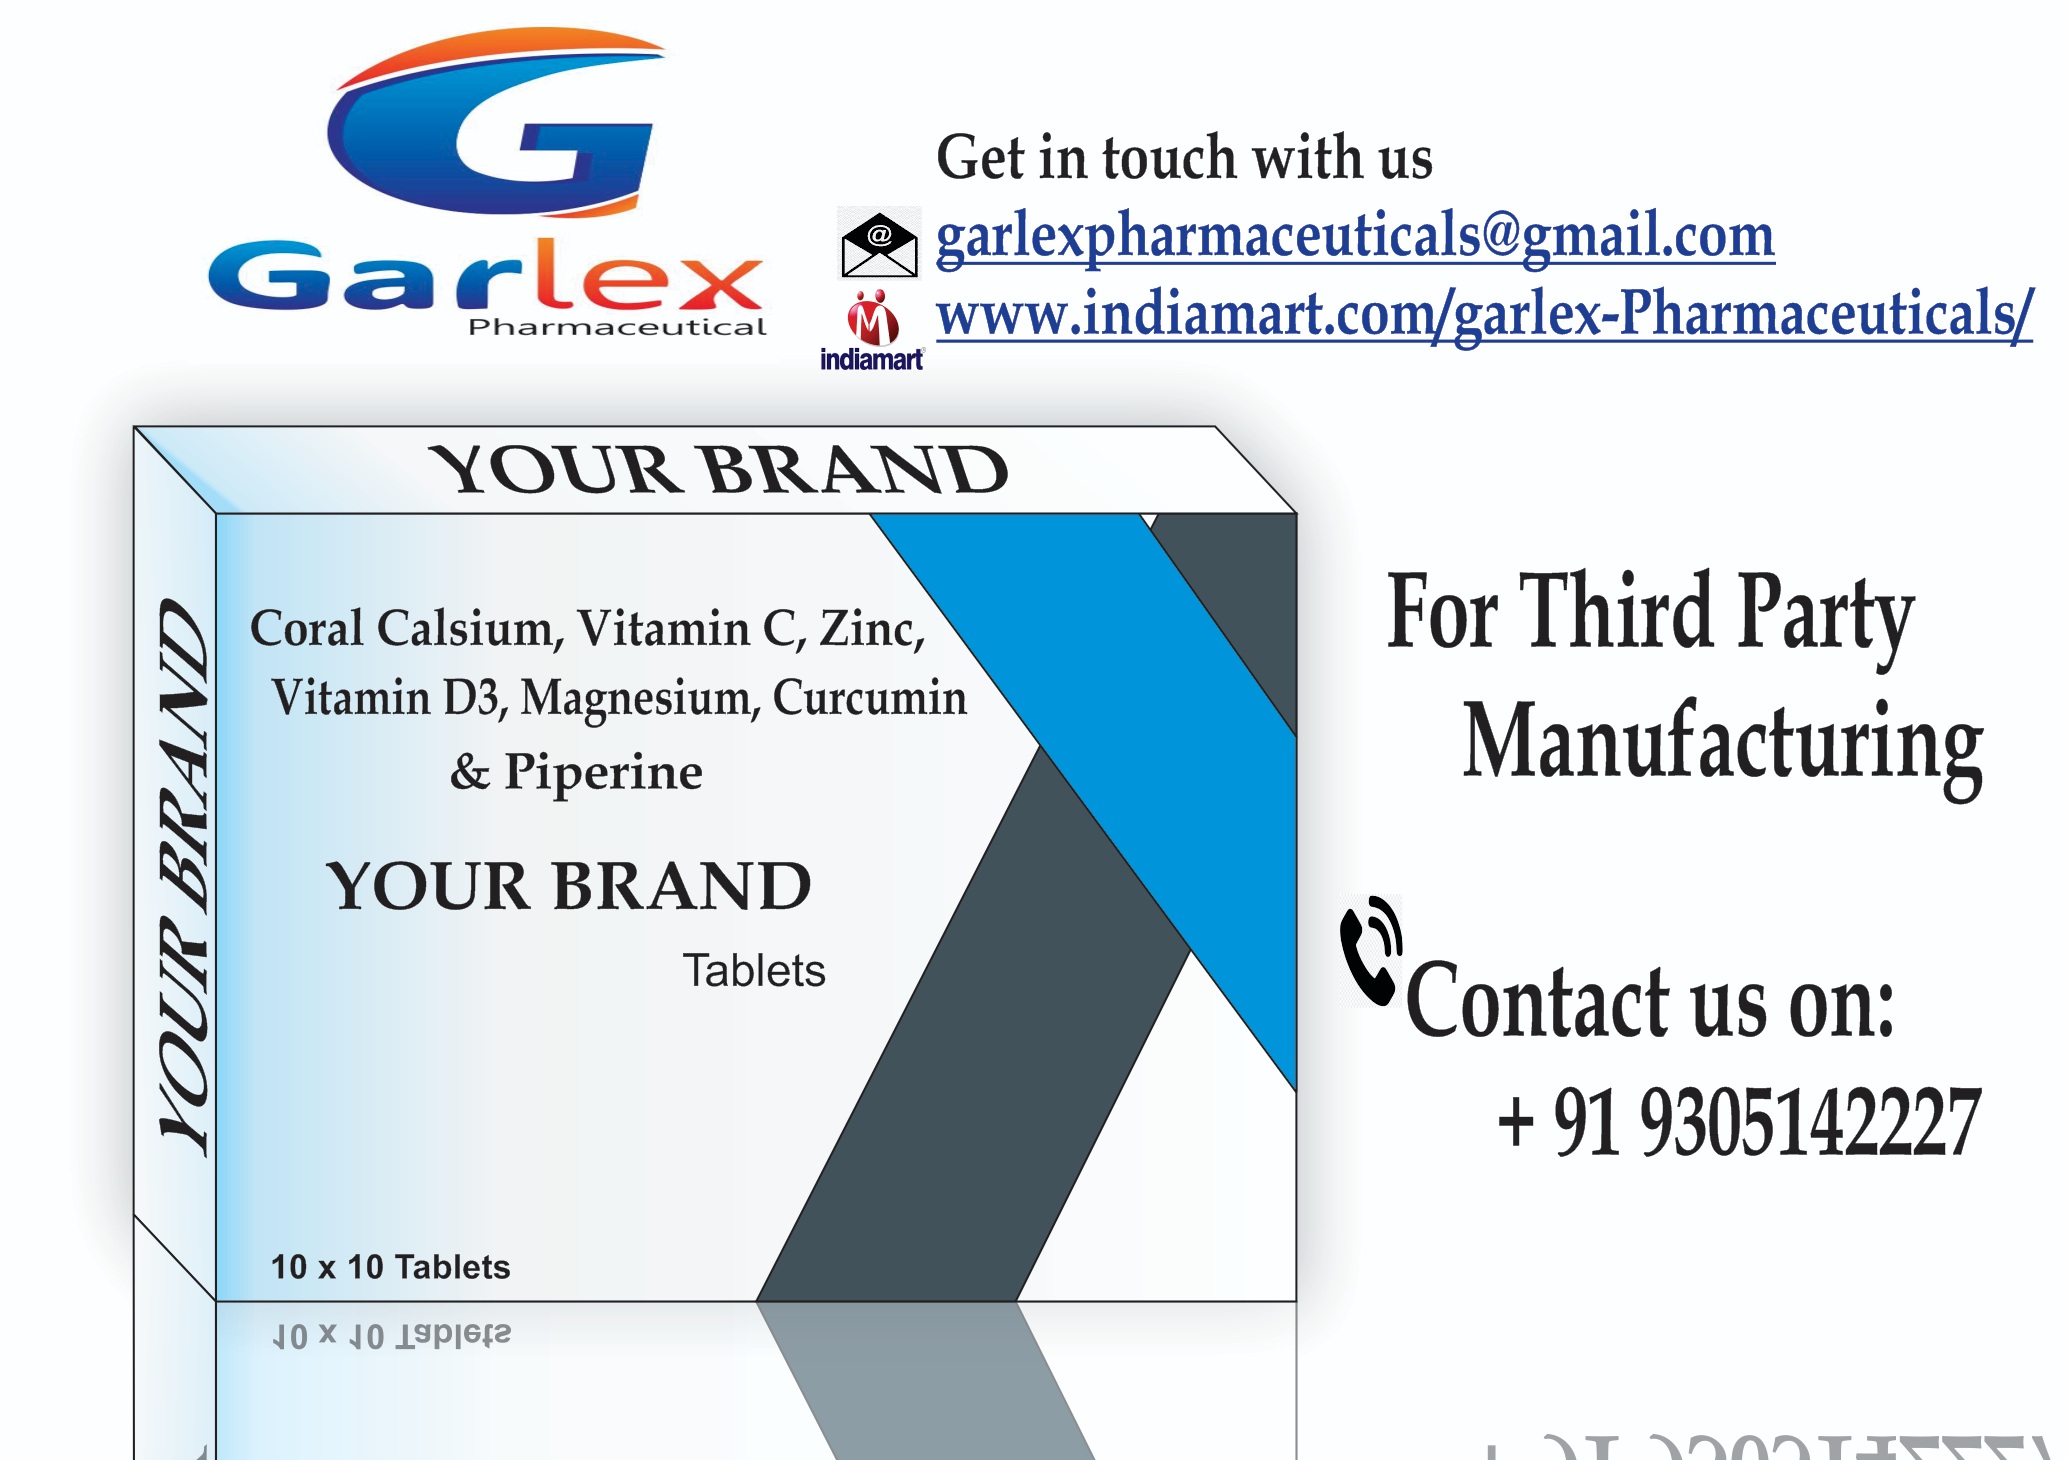 Garlex
Pharmaceutical
Get in touch with us
@
garlexpharmaceuticals@gmail.com
M
indiamart
www.indiamart.com/garlex-Pharmaceuticals/
YOUR BRAND
YOUR BRAND
Coral Calsium, Vitamin C, Zinc,
Vitamin D3, Magnesium, Curcumin
& Piperine
YOUR BRAND
Tablets
10 x 10 Tablets
For Third Party
Manufacturing
Contact us on:
+ 91 9305142227
10 x 10 Tablets
+ 91 9305142227